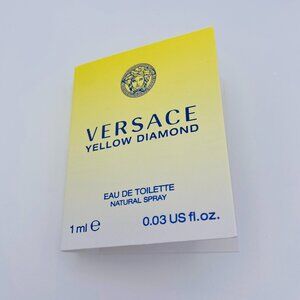 VERSACE
YELLOW DIAMOND
EAU DE TOILETTE
NATURAL SPRAY
1 ml ℮ 0.03 US fl.oz.